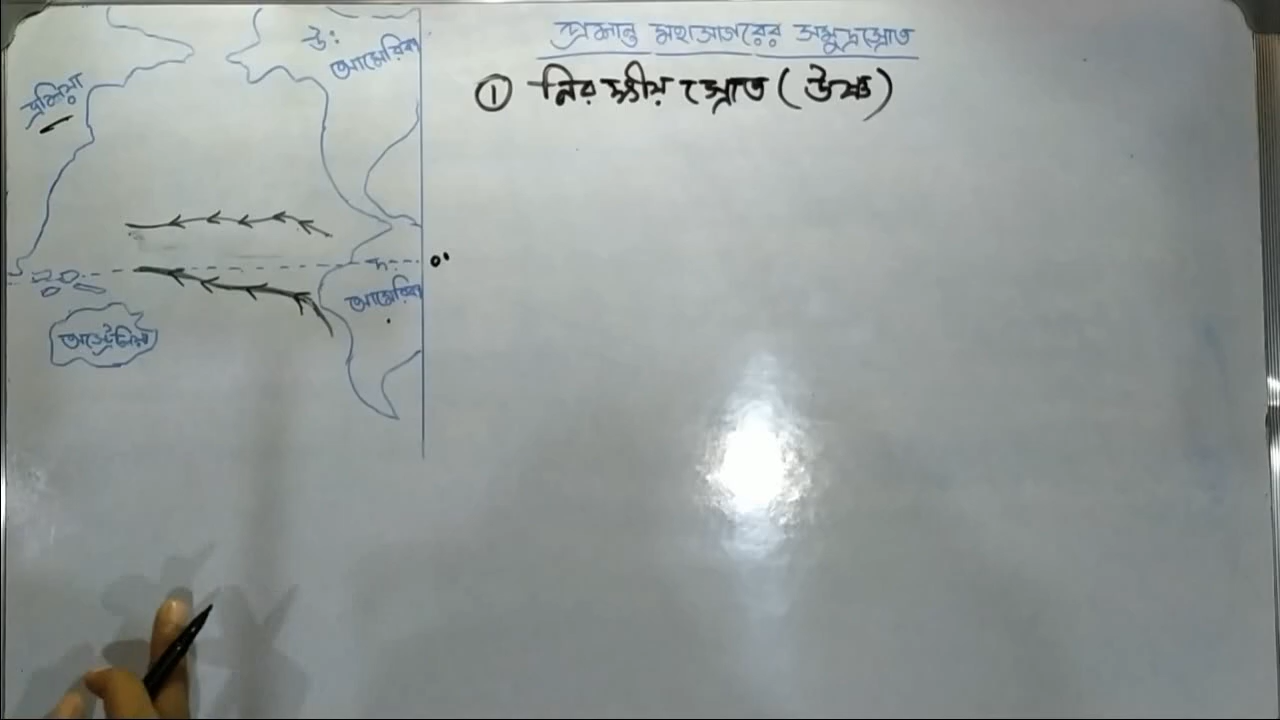 প্রশান্ত মহাসাগরের সমুদ্রস্রোত
① নিরক্ষীয় স্রোত (উষ্ণ)
উঃ
আমেরিকা
এশিয়া
০°
দঃ
আমেরিকা
অস্ট্রেলিয়া